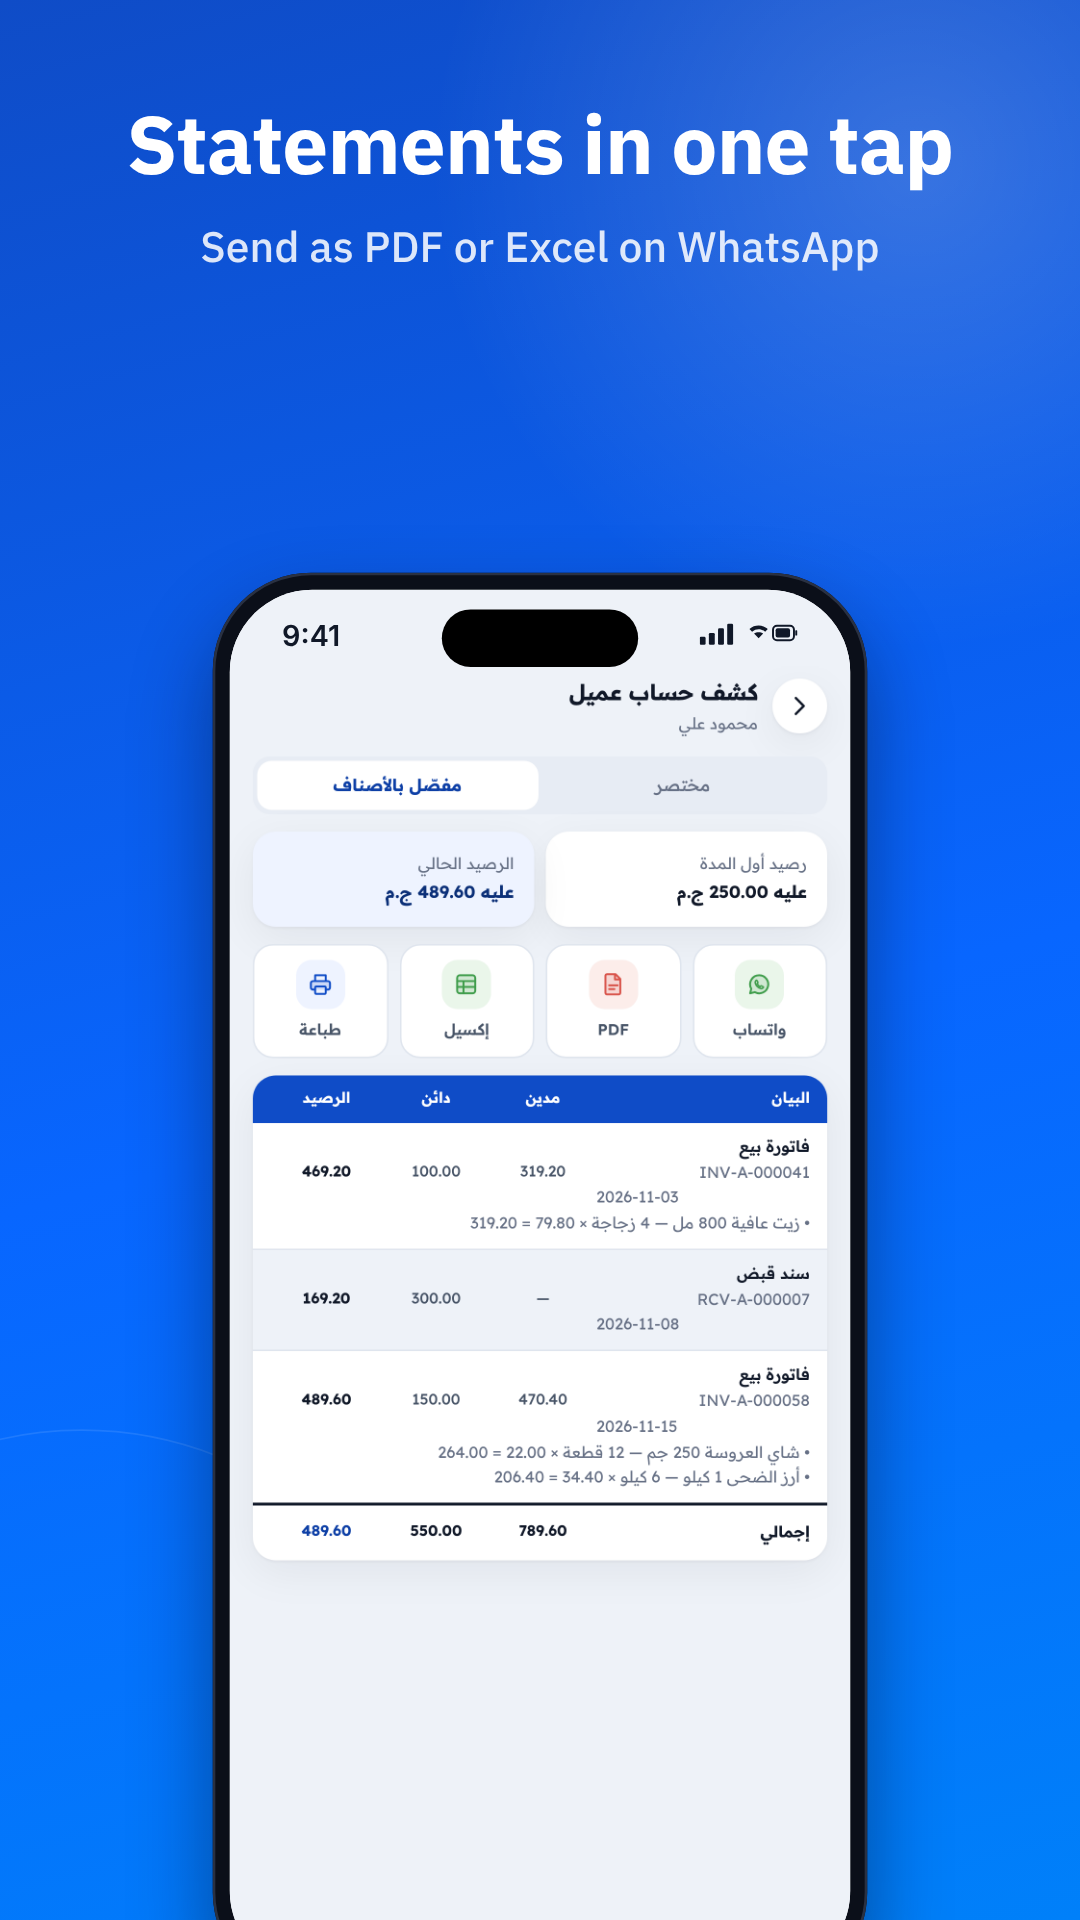 Statements in one tap
Send as PDF or Excel on WhatsApp
9:41
كشف حساب عميل
محمود علي
مختصر
مفصّل بالأصناف
رصيد أول المدة
عليه 250.00 ج.م
الرصيد الحالي
عليه 489.60 ج.م
واتساب
PDF
إكسيل
طباعة
البيان مدين دائن الرصيد
فاتورة بيع
INV-A-000041 319.20 100.00 469.20
2026-11-03
• زيت عافية 800 مل — 4 زجاجة × 79.80 = 319.20
سند قبض
RCV-A-000007 — 300.00 169.20
2026-11-08
فاتورة بيع
INV-A-000058 470.40 150.00 489.60
2026-11-15
• شاي العروسة 250 جم — 12 قطعة × 22.00 = 264.00
• أرز الضحى 1 كيلو — 6 كيلو × 34.40 = 206.40
إجمالي 789.60 550.00 489.60